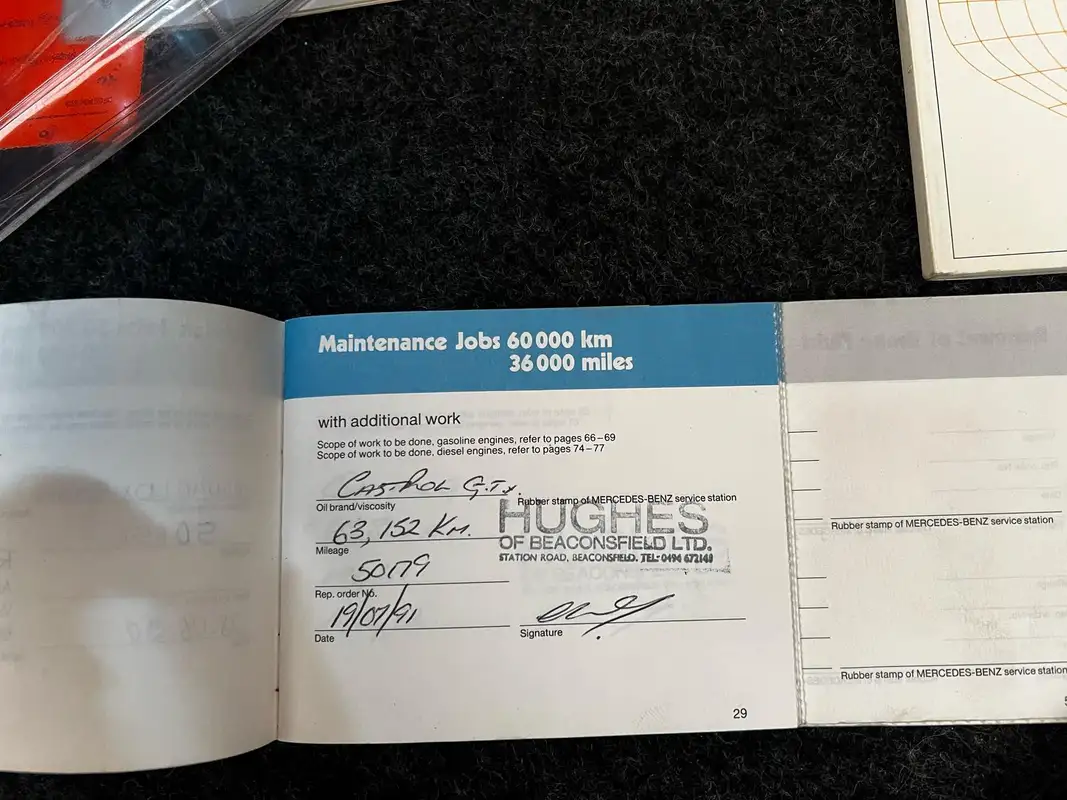 Maintenance Jobs 60 000 km
36 000 miles
with additional work
Scope of work to be done, gasoline engines, refer to pages 66–69
Scope of work to be done, diesel engines, refer to pages 74–77
CASTROL G.T.X.
Oil brand/viscosity
63,152 KM.
Mileage
50179
Rep. order No.
19/07/91
Date
Rubber stamp of MERCEDES-BENZ service station
HUGHES
OF BEACONSFIELD LTD.
STATION ROAD, BEACONSFIELD. TEL: 0494 672148
Signature
29
Rubber stamp of MERCEDES-BENZ service station
Rubber stamp of MERCEDES-BENZ service station